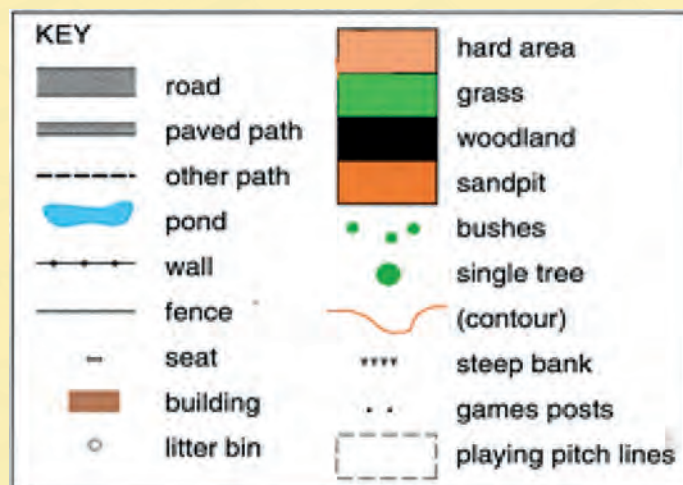 KEY
road
paved path
other path
pond
wall
fence
seat
building
litter bin
hard area
grass
woodland
sandpit
bushes
single tree
(contour)
steep bank
games posts
playing pitch lines